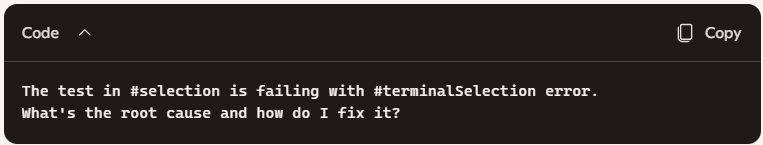 Code
Copy
The test in #selection is failing with #terminalSelection error.
What's the root cause and how do I fix it?